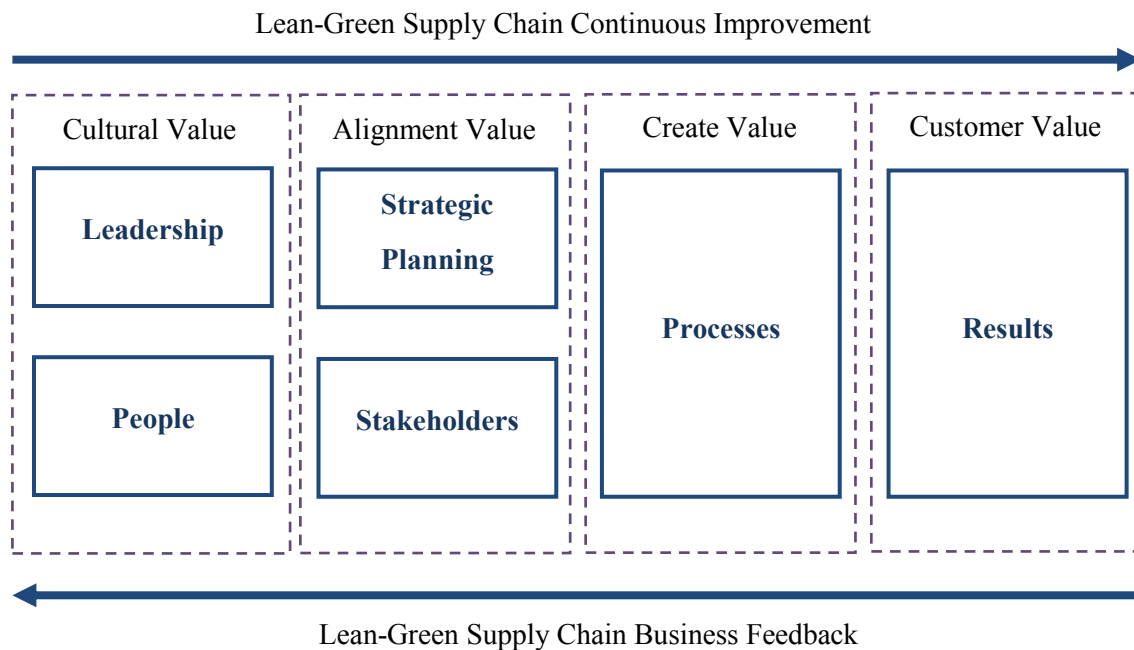 Lean-Green Supply Chain Continuous Improvement
Cultural Value
Leadership
People
Alignment Value
Strategic
Planning
Stakeholders
Create Value
Processes
Customer Value
Results
Lean-Green Supply Chain Business Feedback